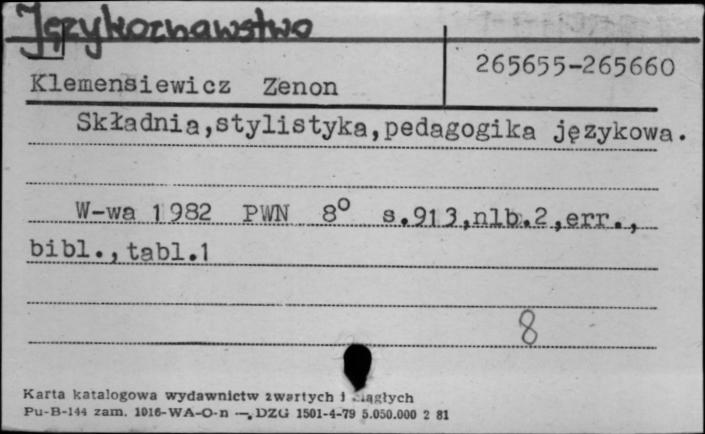 Językoznawstwo
265655-265660
Klemensiewicz Zenon
Składnia,stylistyka,pedagogika językowa.
W-wa 1982 PWN 8° s.913,nlb.2,err.,
bibl.,tabl.1
8
Karta katalogowa wydawnictw zwartych i ciągłych
Pu-B-144 zam. 1016-WA-O-n —, DZG 1501-4-79 5.050.000 2 81